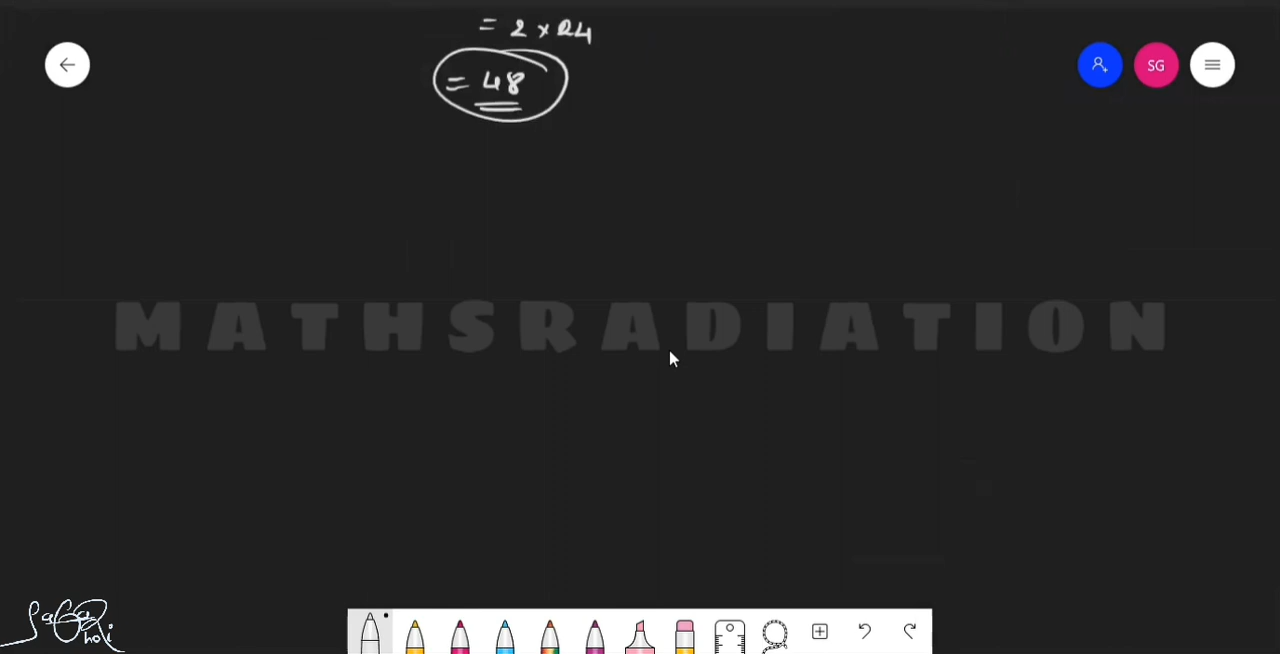 = 2 × 24
= 48
SG
MATHSRADIATION